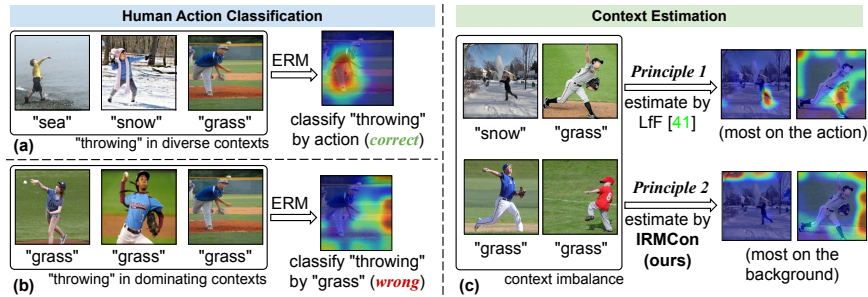 Human Action Classification
"sea"
"snow"
"grass"
ERM
(a)
"throwing" in diverse contexts
classify "throwing"
by action (correct)
"grass"
"grass"
"grass"
ERM
(b)
"throwing" in dominating contexts
classify "throwing"
by "grass" (wrong)
Context Estimation
"snow"
"grass"
Principle 1
estimate by
LfF [41]
(most on the action)
"grass"
"grass"
Principle 2
estimate by
IRMCon
(ours)
(most on the
background)
(c)
context imbalance